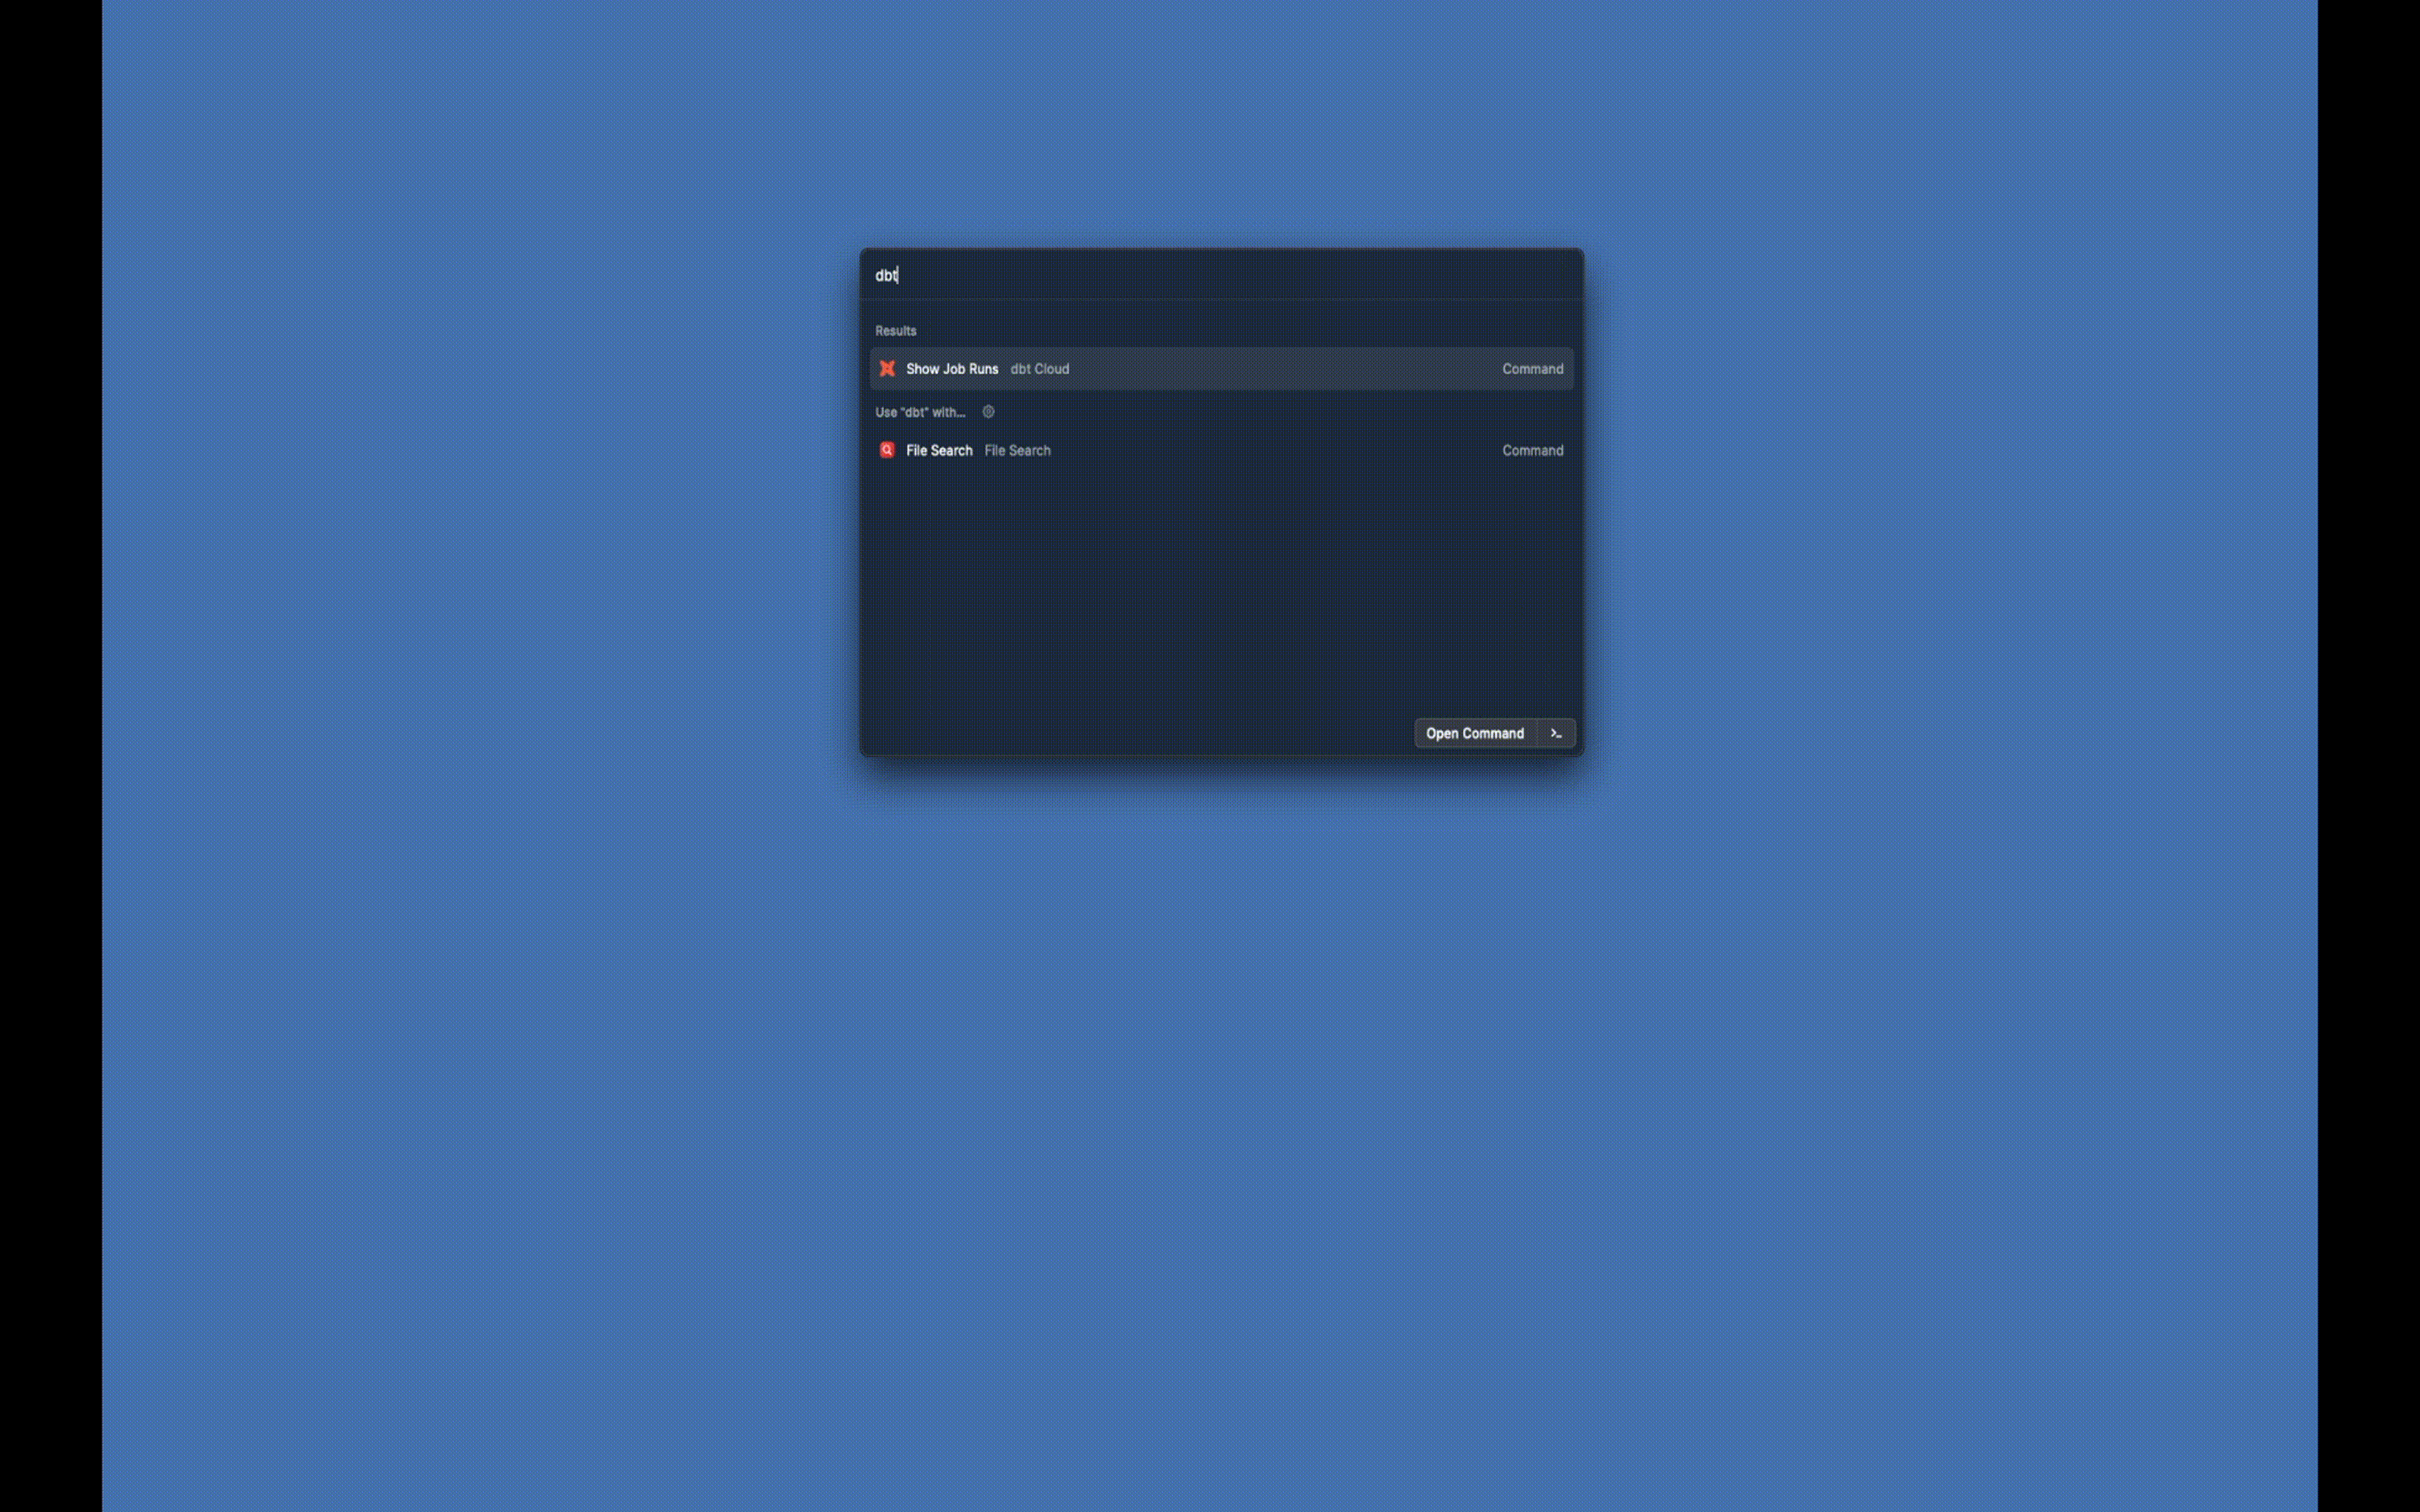 dbt
Results
Show Job Runs dbt Cloud Command
Use "dbt" with...
File Search File Search Command
Open Command >_